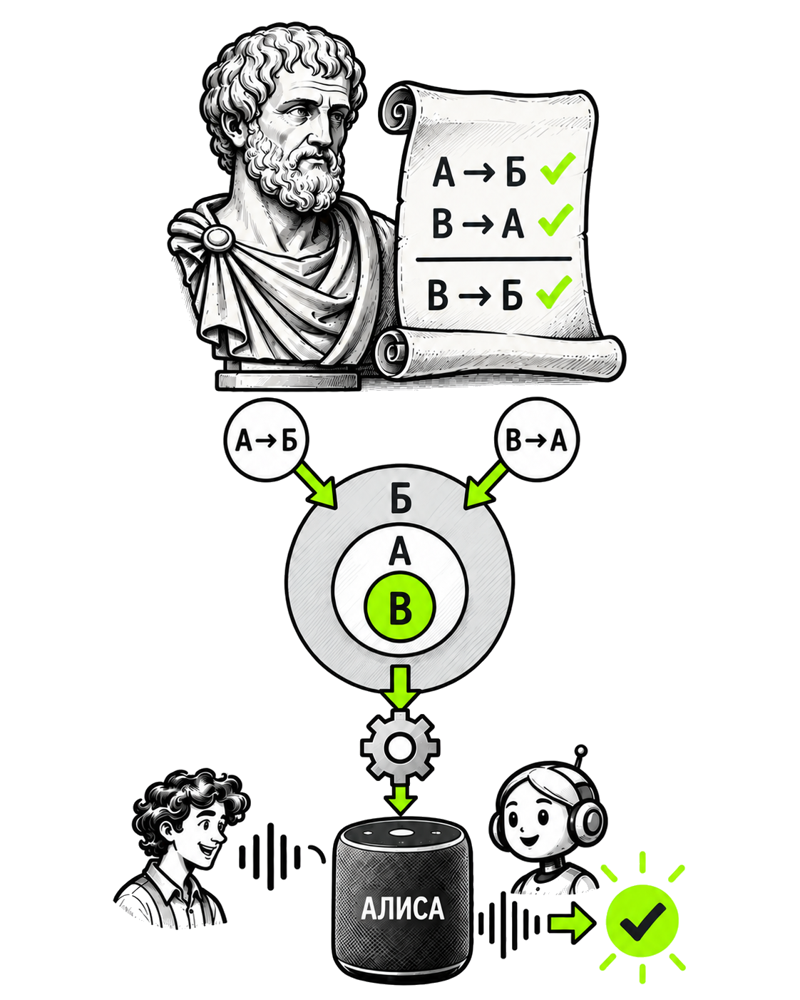 А → Б ✓
В → А ✓
В → Б ✓
А→Б
В→А
Б
А
В
АЛИСА